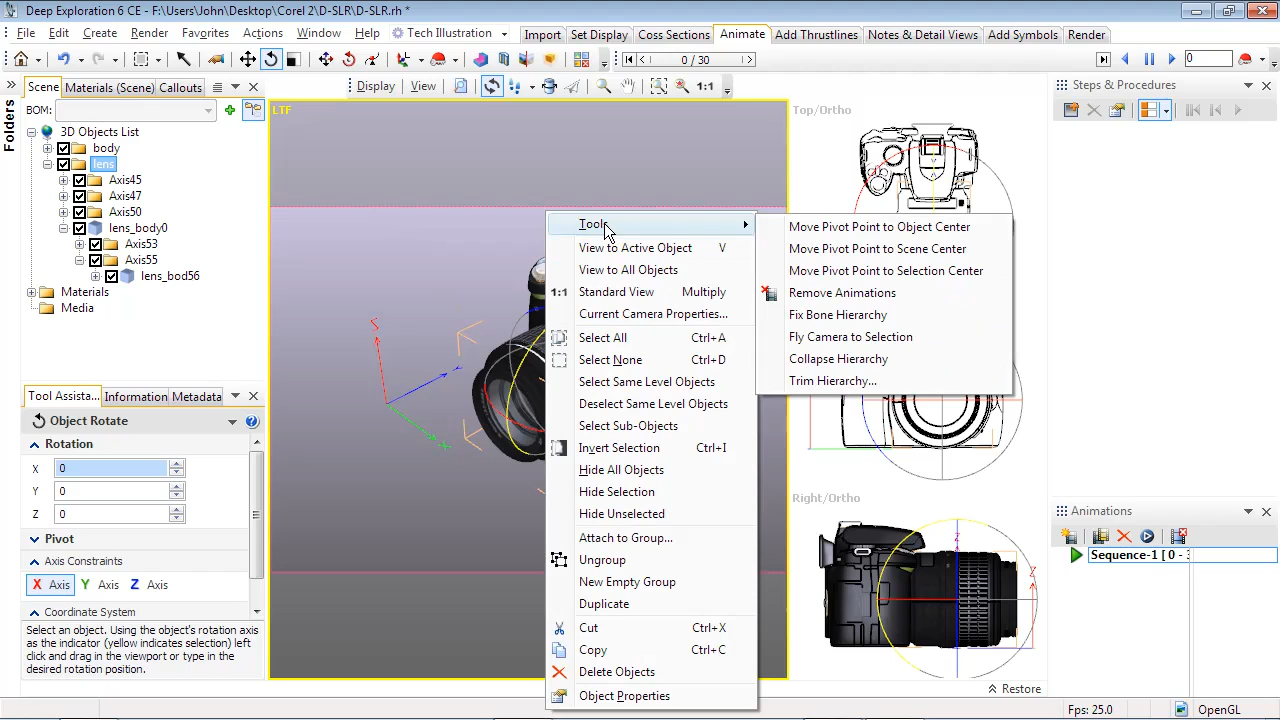 Deep Exploration 6 CE - F:\Users\John\Desktop\Corel 2\D-SLR\D-SLR.rh *
File Edit Create Render Favorites Actions Window Help Tech Illustration
Import Set Display Coss Sections Animate Add Thrustlines Notes & Detail Views Add Symbols Render
0 / 30
0
Scene Materials (Scene) Callouts
Display View 1:1
Steps & Procedures
BOM:
Folders
LTF
Top/Ortho
3D Objects List
body
lens
Axis45
Axis47
Axis50
lens_body0
Axis53
Axis55
lens_bod56
Materials
Media
Tools
View to Active Object V
View to All Objects
1:1 Standard View Multiply
Current Camera Properties...
Select All Ctrl+A
Select None Ctrl+D
Select Same Level Objects
Deselect Same Level Objects
Select Sub-Objects
Invert Selection Ctrl+I
Hide All Objects
Hide Selection
Hide Unselected
Attach to Group...
Ungroup
New Empty Group
Duplicate
Cut
Copy Ctrl+C
Delete Objects
Object Properties
Move Pivot Point to Object Center
Move Pivot Point to Scene Center
Move Pivot Point to Selection Center
Remove Animations
Fix Bone Hierarchy
Fly Camera to Selection
Collapse Hierarchy
Trim Hierarchy...
Tool Assista... Information Metadata
Object Rotate
Rotation
X 0
Y 0
Z 0
Pivot
Axis Constraints
X Axis Y Axis Z Axis
Coordinate System
Select an object using the object rotation axis
as the indicator (yellow indictes selection) left
click and drag in the viewport or type in the
desired rotation position.
Right/Ortho
Z
Z
Animations
Sequence-1 [ 0 - 3
Restore
Fps: 25.0 OpenGL